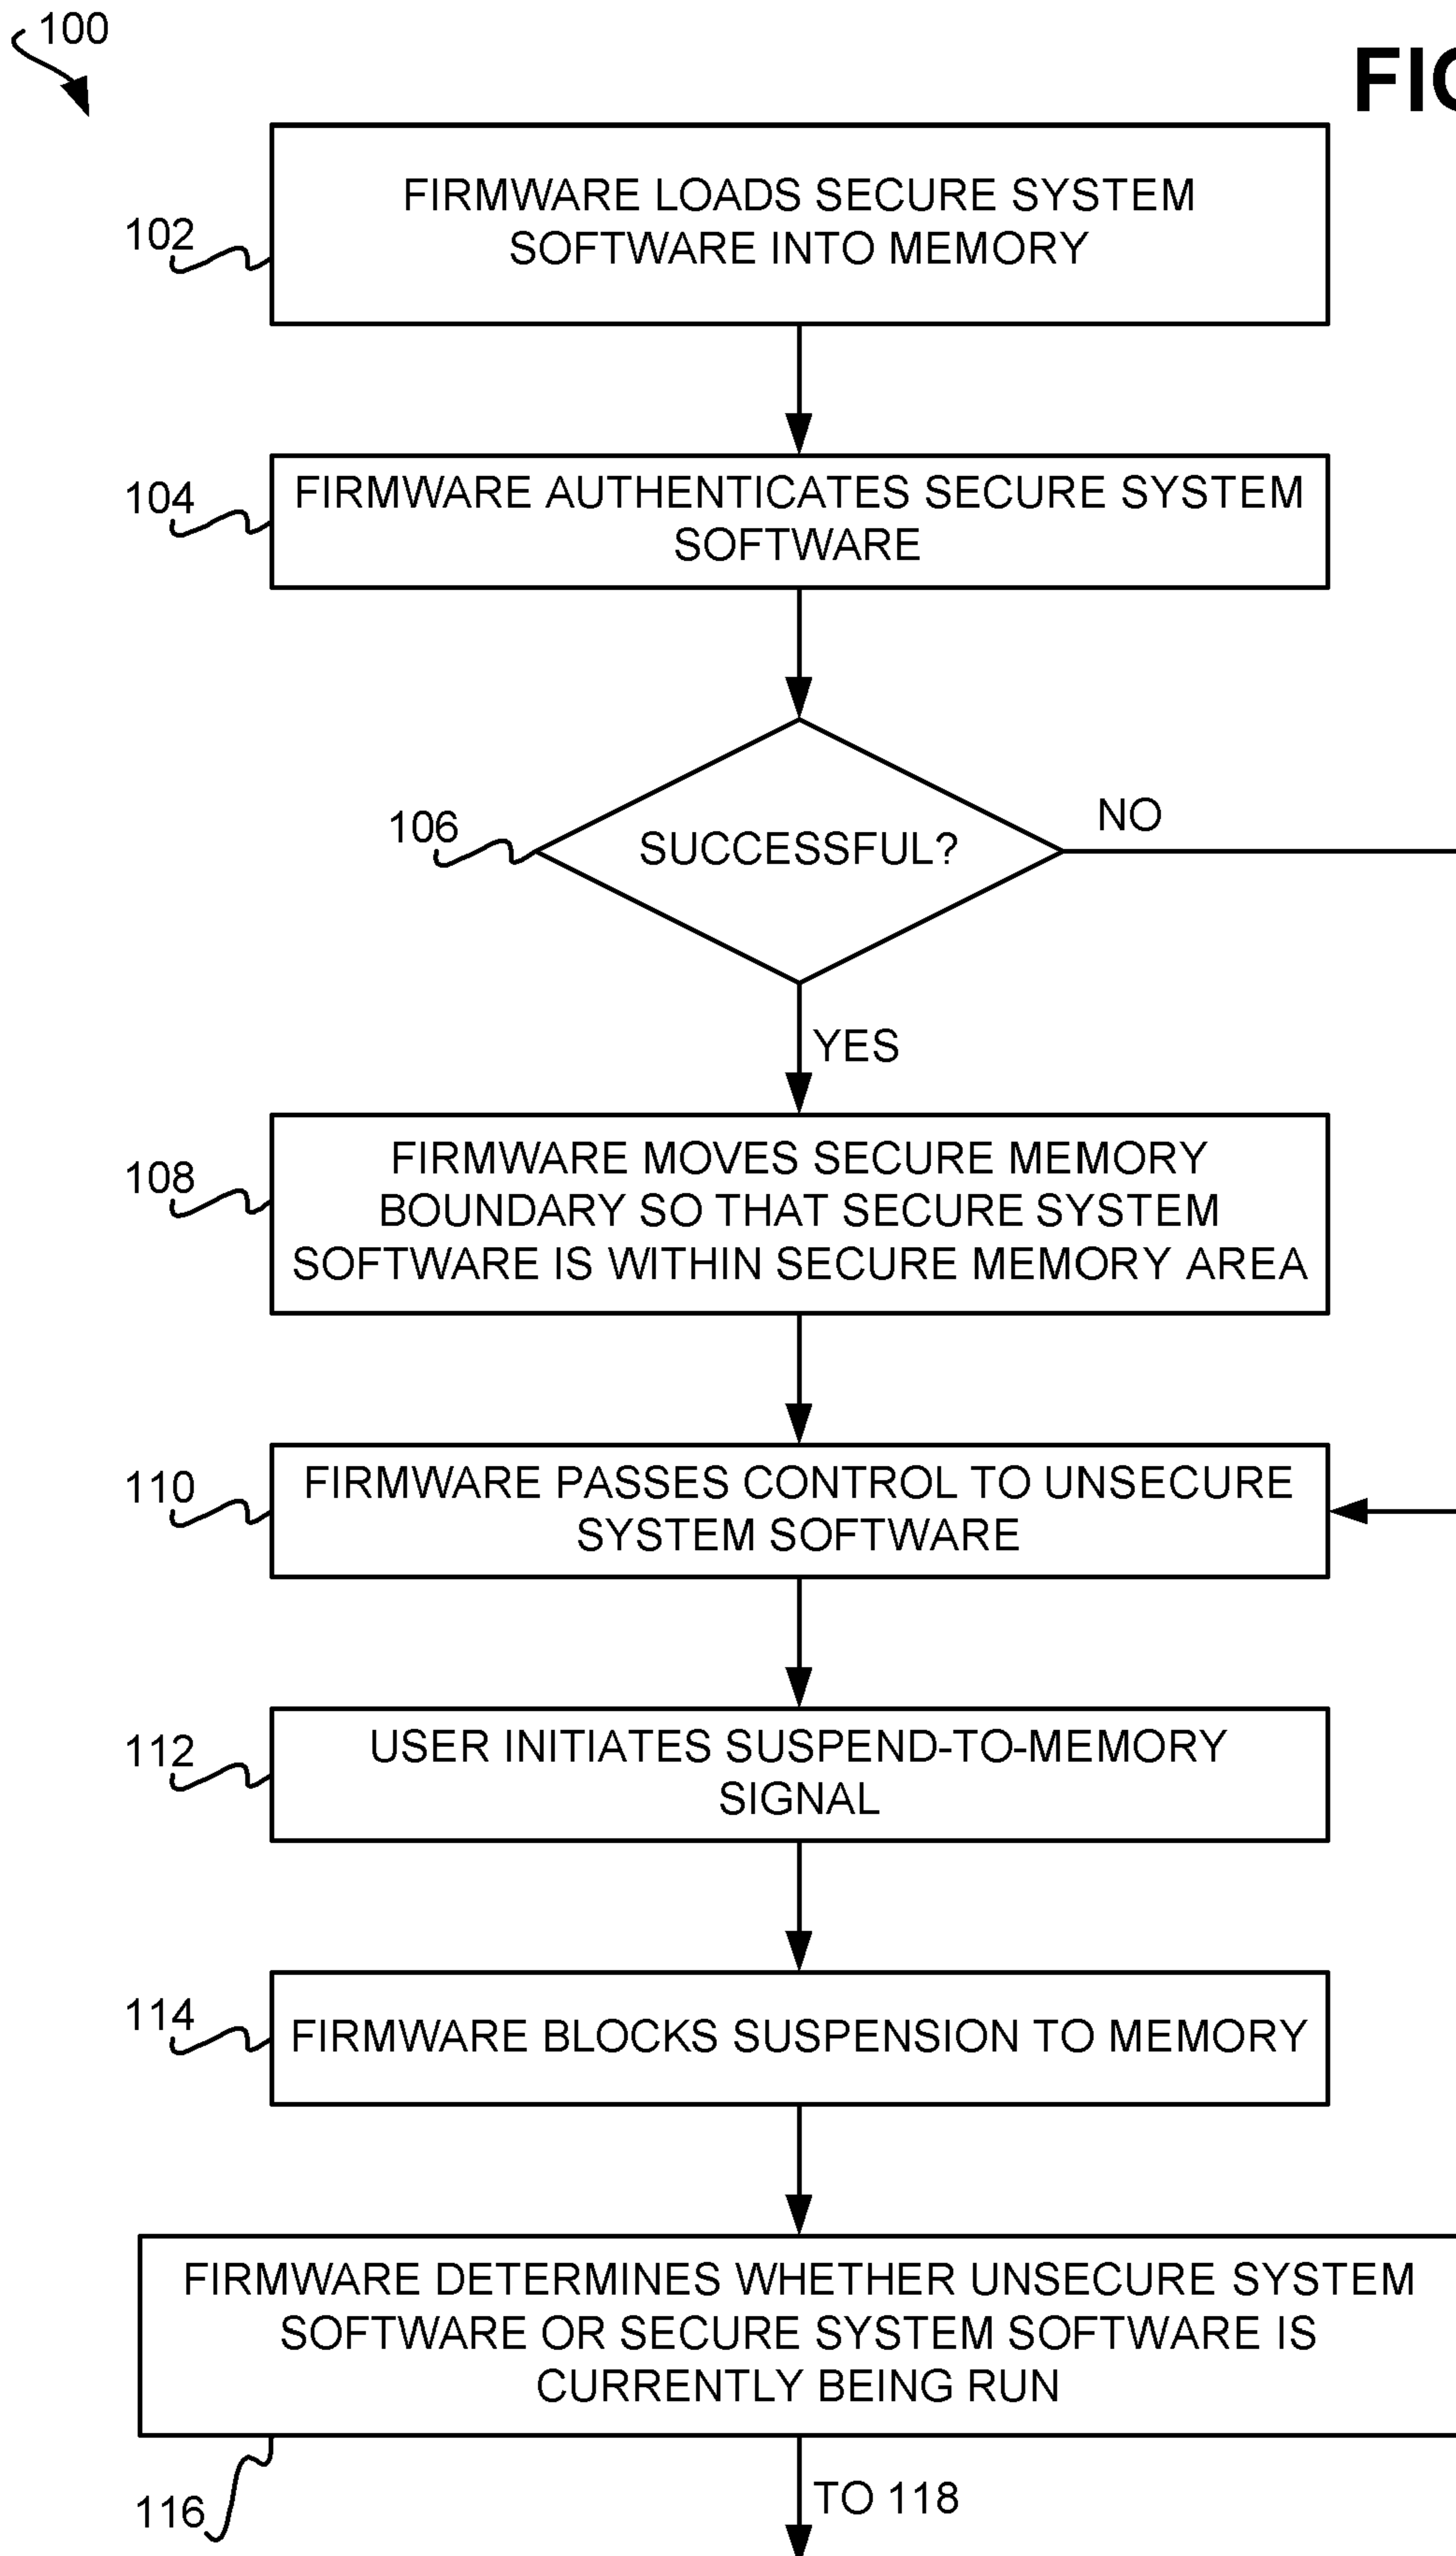 100
FIG
FIRMWARE LOADS SECURE SYSTEM
SOFTWARE INTO MEMORY
102
FIRMWARE AUTHENTICATES SECURE SYSTEM
SOFTWARE
104
SUCCESSFUL?
106
NO
YES
FIRMWARE MOVES SECURE MEMORY
BOUNDARY SO THAT SECURE SYSTEM
SOFTWARE IS WITHIN SECURE MEMORY AREA
108
FIRMWARE PASSES CONTROL TO UNSECURE
SYSTEM SOFTWARE
110
USER INITIATES SUSPEND-TO-MEMORY
SIGNAL
112
FIRMWARE BLOCKS SUSPENSION TO MEMORY
114
FIRMWARE DETERMINES WHETHER UNSECURE SYSTEM
SOFTWARE OR SECURE SYSTEM SOFTWARE IS
CURRENTLY BEING RUN
116
TO 118